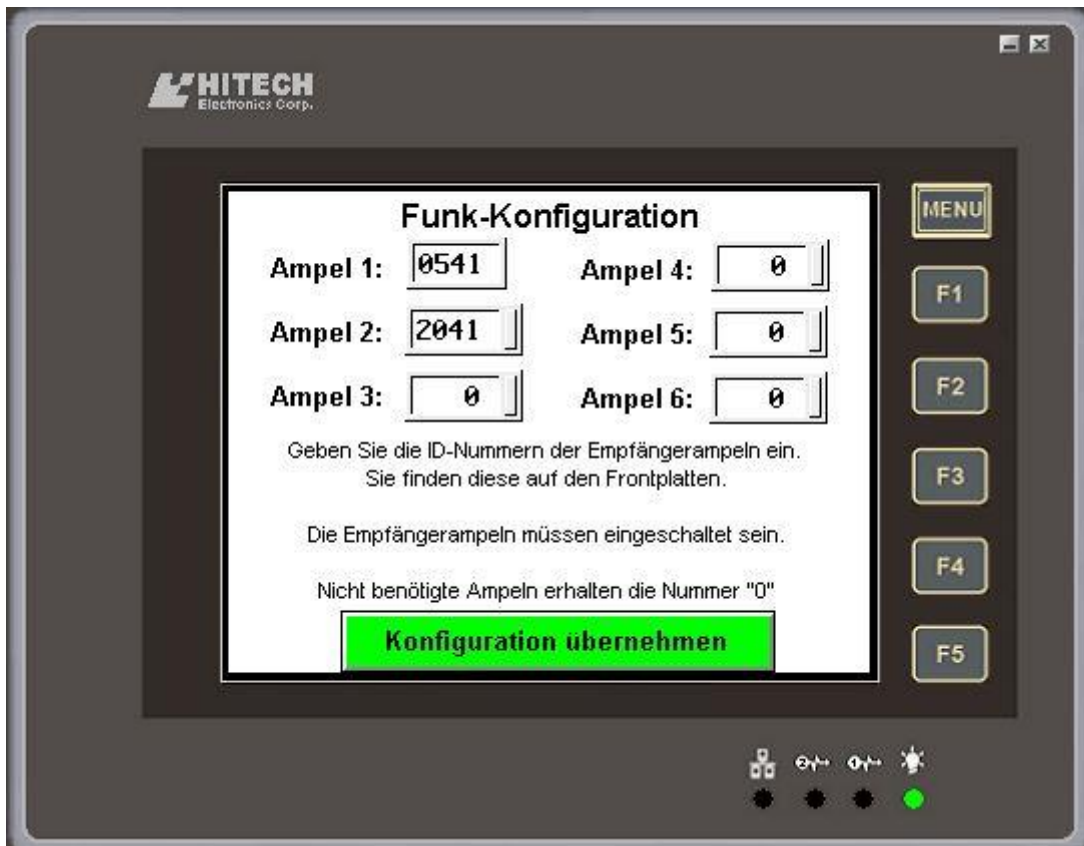 HITECH
Electronics Corp.
Funk-Konfiguration
Ampel 1: 0541
Ampel 4: 0
Ampel 2: 2041
Ampel 5: 0
Ampel 3: 0
Ampel 6: 0
Geben Sie die ID-Nummern der Empfängerampeln ein.
Sie finden diese auf den Frontplatten.
Die Empfängerampeln müssen eingeschaltet sein.
Nicht benötigte Ampeln erhalten die Nummer "0"
Konfiguration übernehmen
MENU
F1
F2
F3
F4
F5
2
1